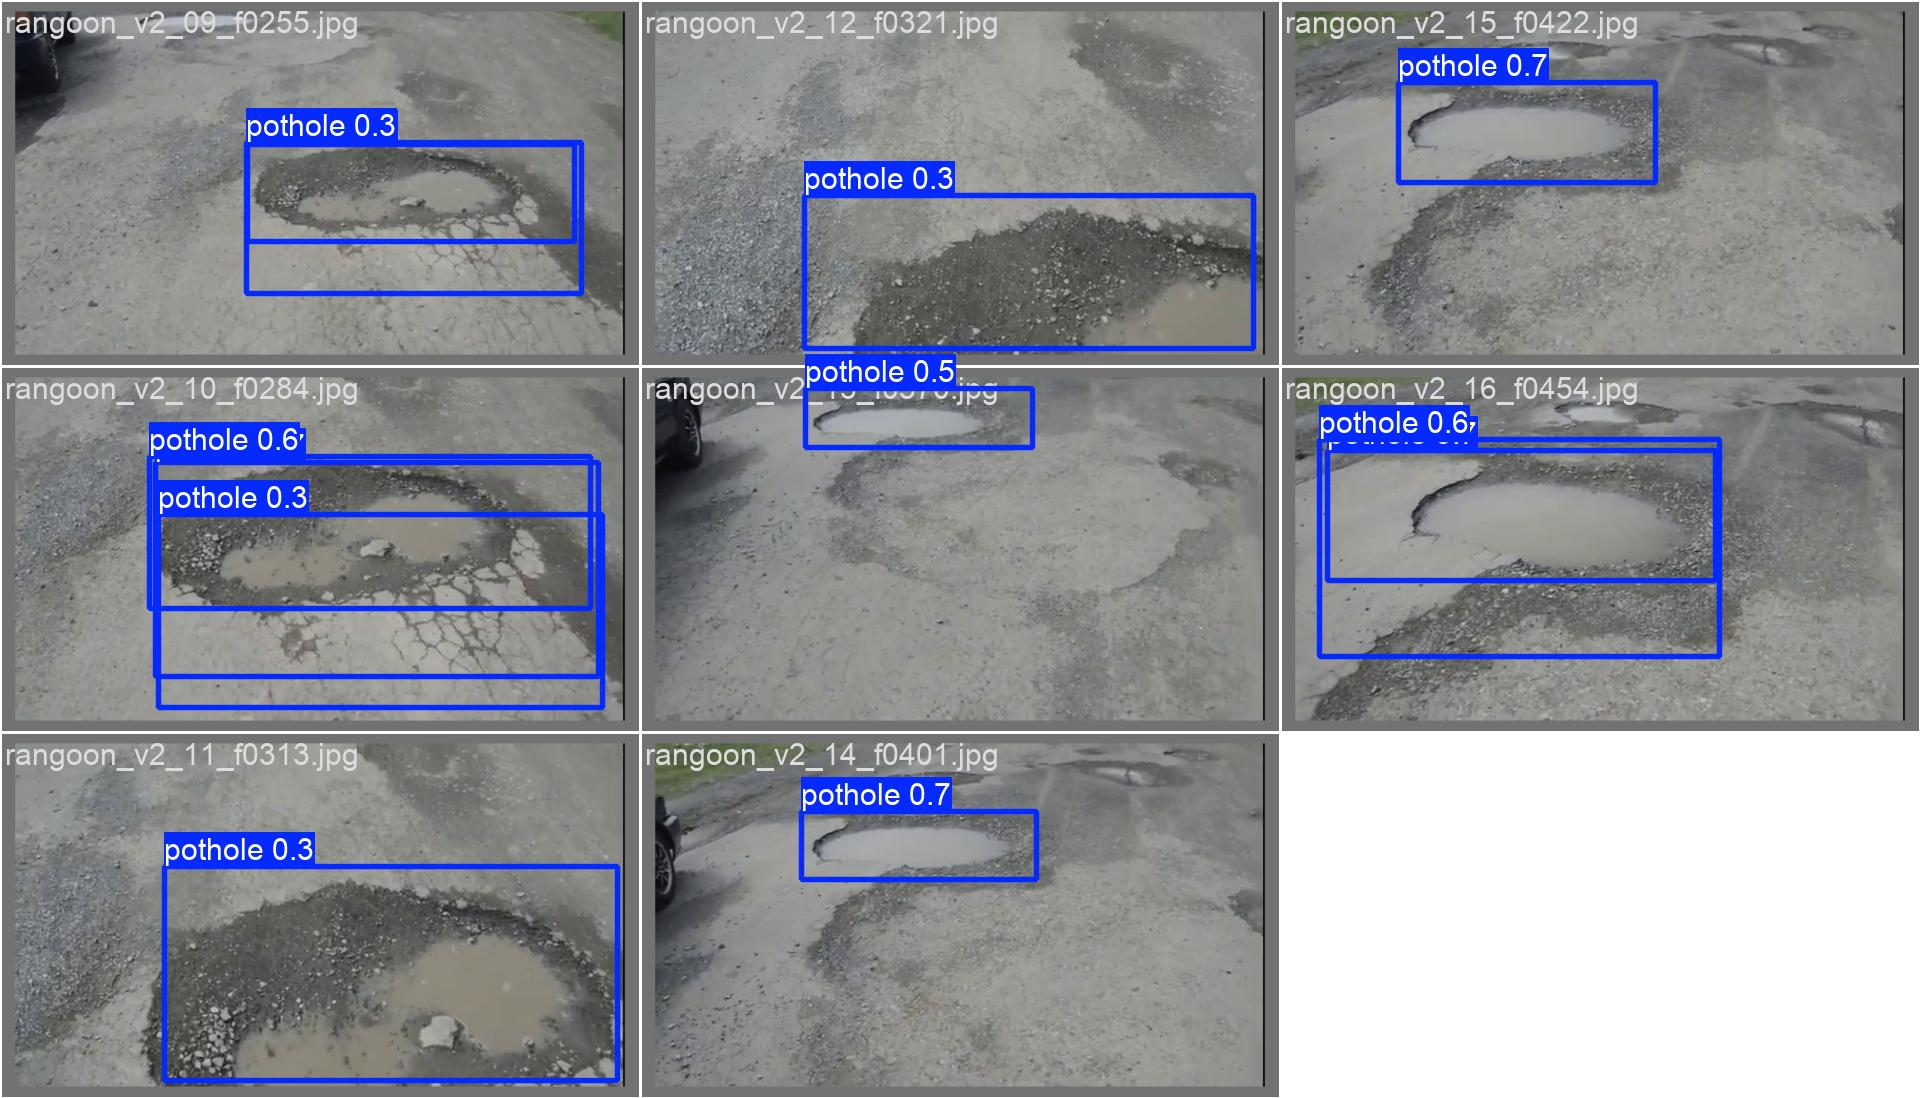 rangoon_v2_09_f0255.jpg
pothole 0.3
rangoon_v2_12_f0321.jpg
pothole 0.3
rangoon_v2_15_f0422.jpg
pothole 0.7
rangoon_v2_10_f0284.jpg
pothole 0.6
pothole 0.3
pothole 0.5
rangoon_v2
rangoon_v2_16_f0454.jpg
pothole 0.6
rangoon_v2_11_f0313.jpg
pothole 0.3
rangoon_v2_14_f0401.jpg
pothole 0.7